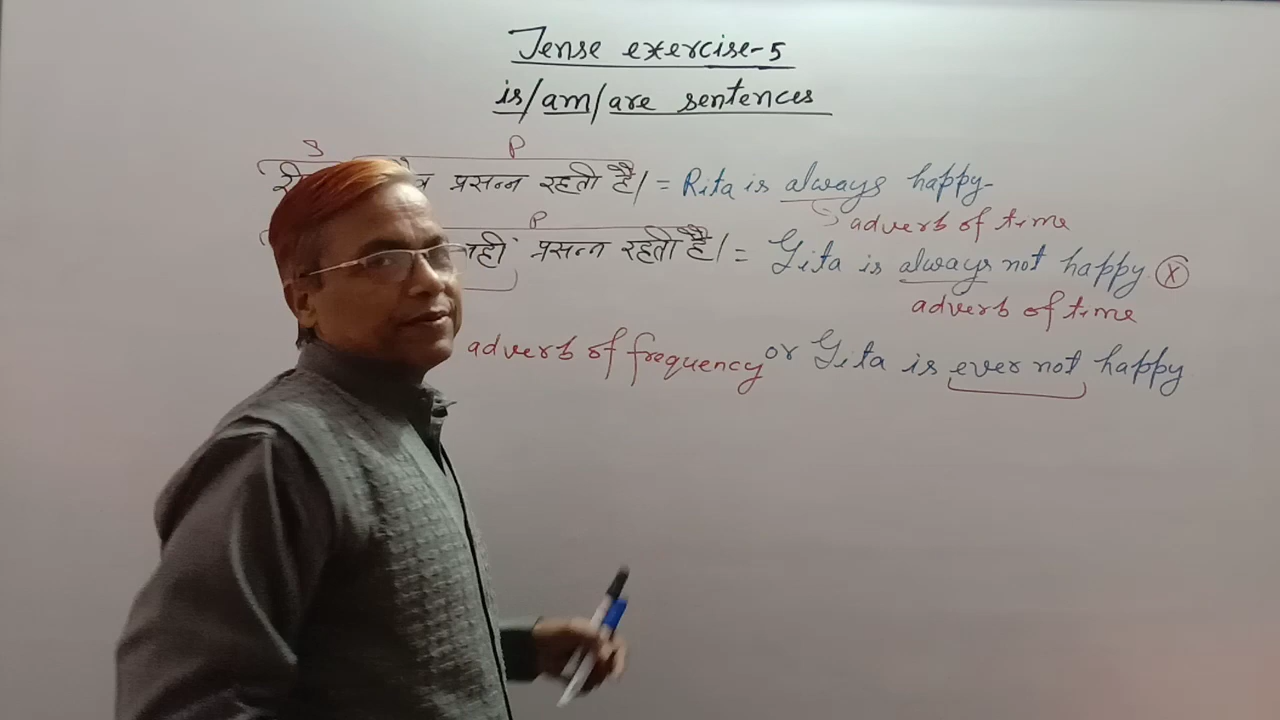 Tense exercise-5
is/am/are sentences
S P
प्रसन्न रहती है। = Rita is always happy-
P adverb of time
नहीं प्रसन्न रहती है। = Gita is always not happy X
adverb of time
adverb of frequency or Gita is ever not happy